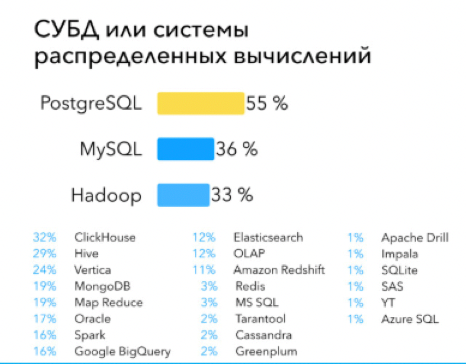 СУБД или системы
распределенных вычислений
PostgreSQL 55 %
MySQL 36 %
Hadoop 33 %
32% ClickHouse
29% Hive
24% Vertica
19% MongoDB
19% Map Reduce
17% Oracle
16% Spark
16% Google BigQuery
12% Elasticsearch
12% OLAP
11% Amazon Redshift
3% Redis
3% MS SQL
2% Tarantool
2% Cassandra
2% Greenplum
1% Apache Drill
1% Impala
1% SQLite
1% SAS
1% YT
1% Azure SQL